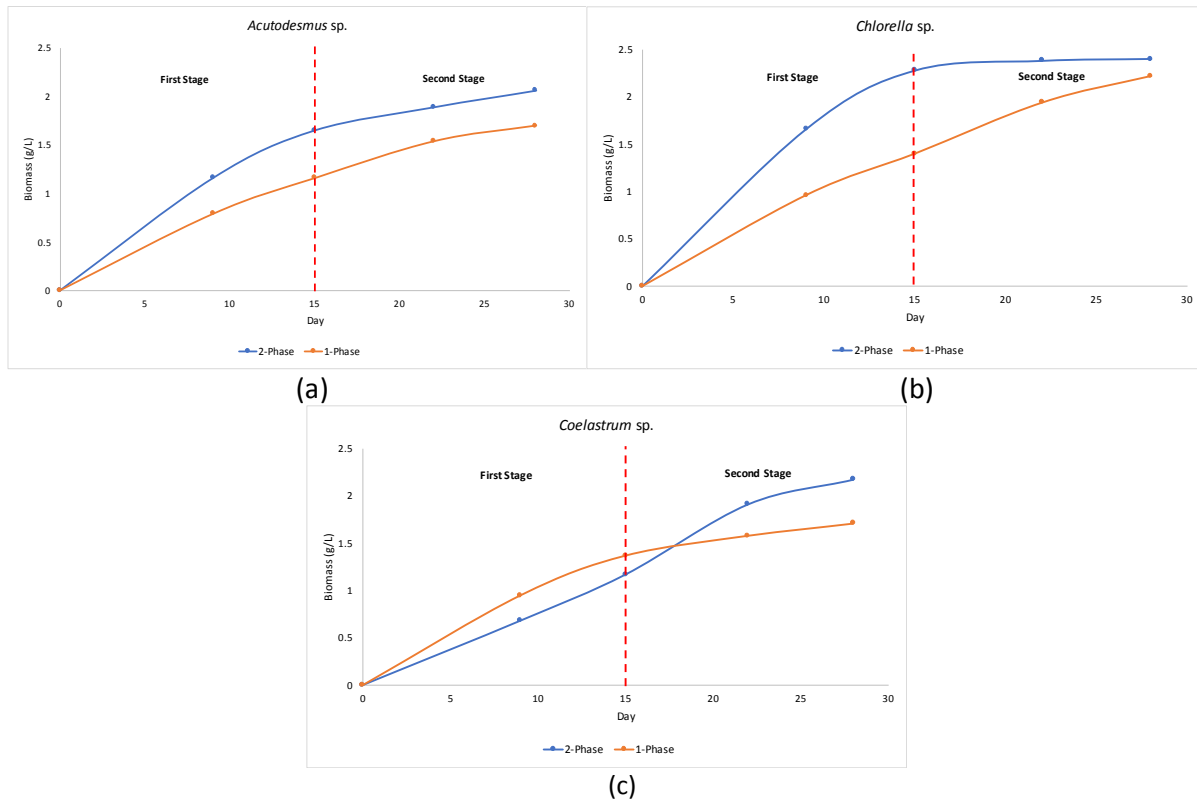 Acutodesmus sp.
2.5
First Stage
Second Stage
2
1.5
1
0.5
0
Biomass (g/L)
0 5 10 15 20 25 30
Day
2-Phase 1-Phase
(a)
Chlorella sp.
2.5
First Stage
Second Stage
2
1.5
1
0.5
0
Biomass (g/L)
0 5 10 15 20 25 30
Day
2-Phase 1-Phase
(b)
Coelastrum sp.
2.5
First Stage
Second Stage
2
1.5
1
0.5
0
Biomass (g/L)
0 5 10 15 20 25 30
Day
2-Phase 1-Phase
(c)